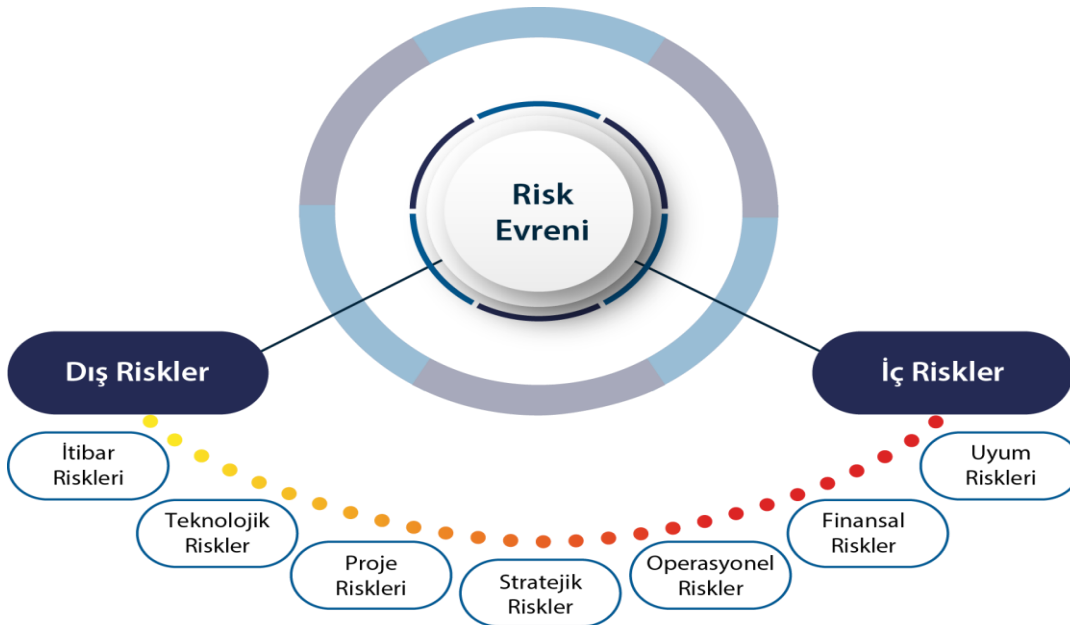 Risk
Evreni
Dış Riskler
İç Riskler
İtibar
Riskleri
Teknolojik
Riskler
Proje
Riskleri
Stratejik
Riskler
Operasyonel
Riskler
Finansal
Riskler
Uyum
Riskleri